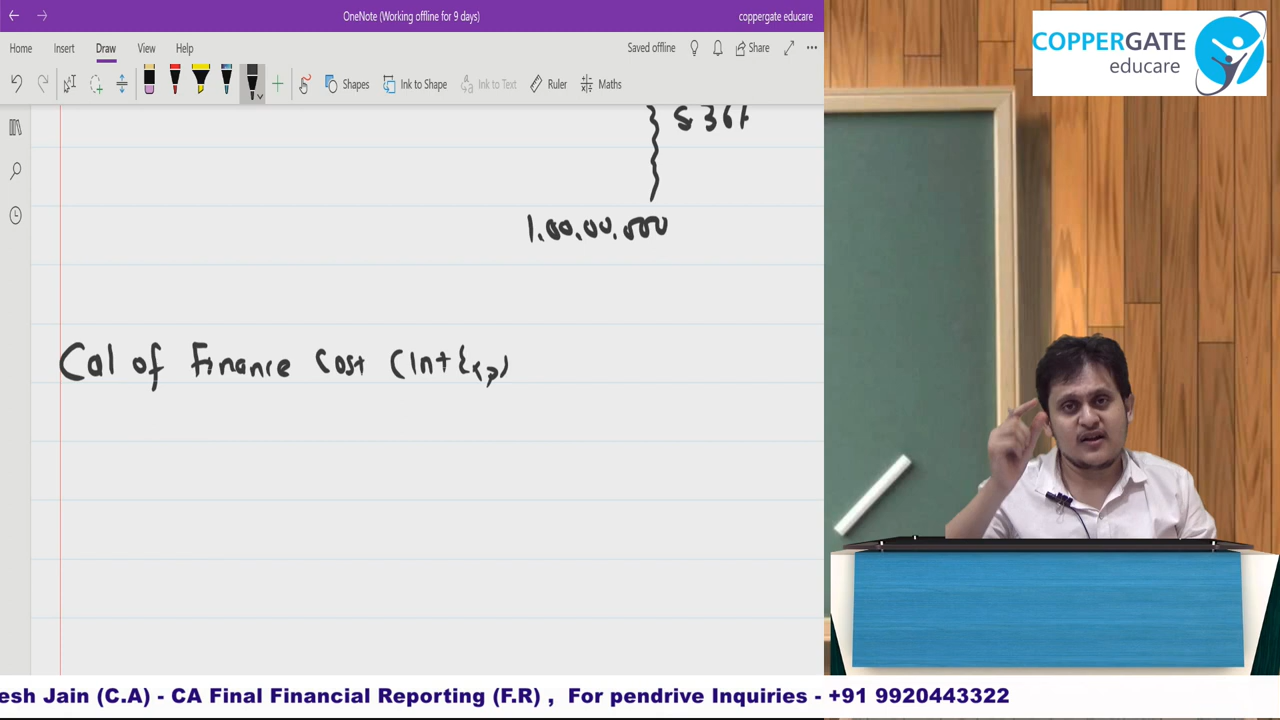 OneNote (Working offline for 9 days)
coppergate educare
Home Insert Draw View Help
Saved offline
Share
Shapes
Ink to Shape
Ink to Text
Ruler
Maths
COPPERGATE
educare
1.00.00.000
Cal of Finance Cost (Int Exp)
esh Jain (C.A) - CA Final Financial Reporting (F.R) , For pendrive Inquiries - +91 9920443322